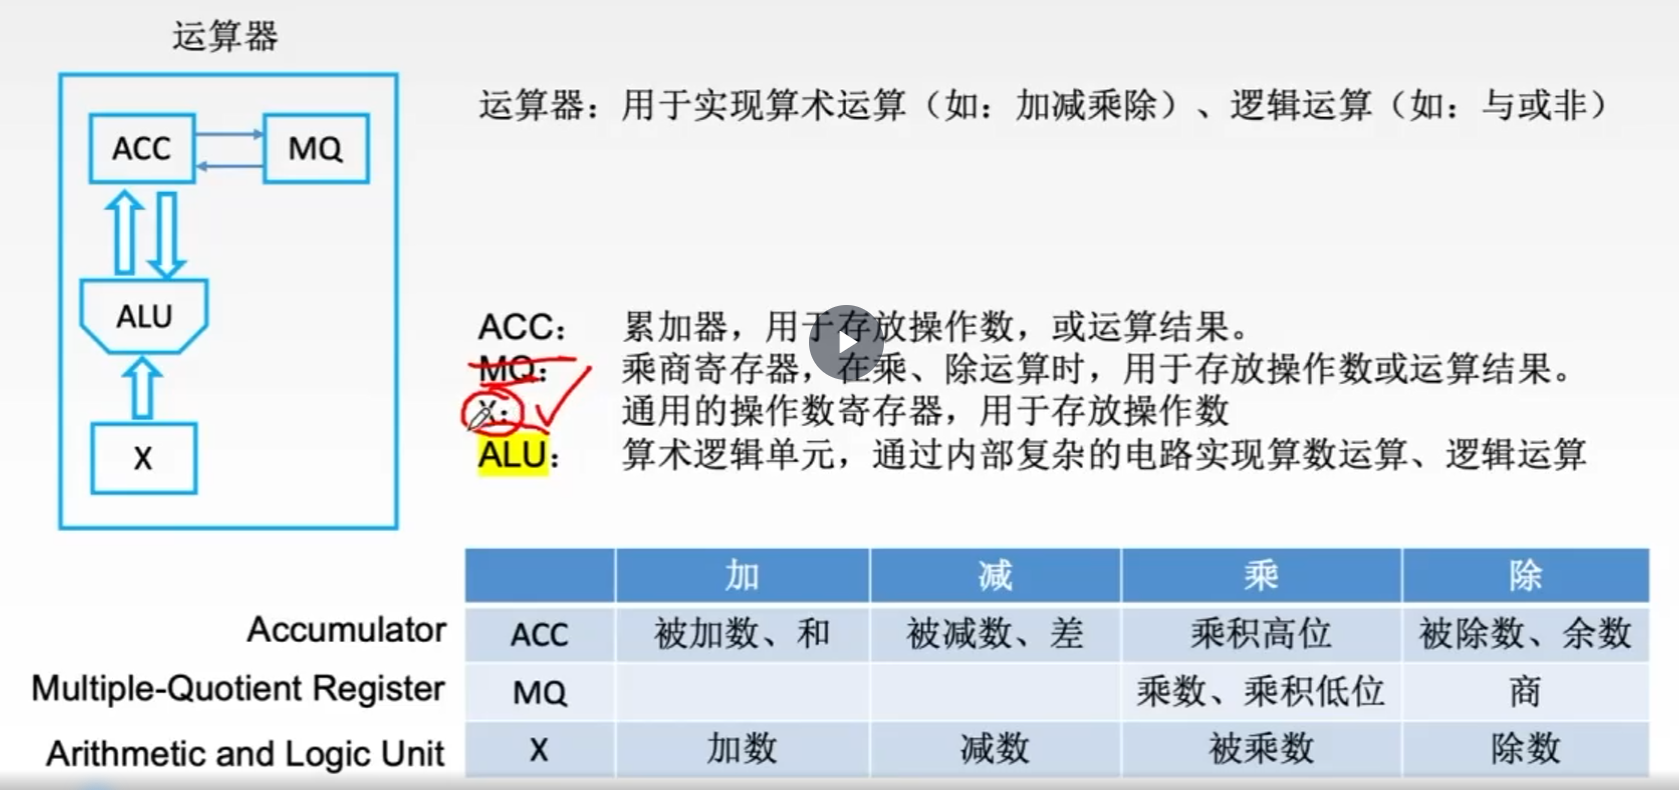 运算器
运算器：用于实现算术运算（如：加减乘除）、逻辑运算（如：与或非）
ACC
MQ
ALU
X
ACC： 累加器，用于存放操作数，或运算结果。
MQ： 乘商寄存器，在乘、除运算时，用于存放操作数或运算结果。
X： 通用的操作数寄存器，用于存放操作数
ALU： 算术逻辑单元，通过内部复杂的电路实现算数运算、逻辑运算
加 减 乘 除
Accumulator ACC 被加数、和 被减数、差 乘积高位 被除数、余数
Multiple-Quotient Register MQ 乘数、乘积低位 商
Arithmetic and Logic Unit X 加数 减数 被乘数 除数